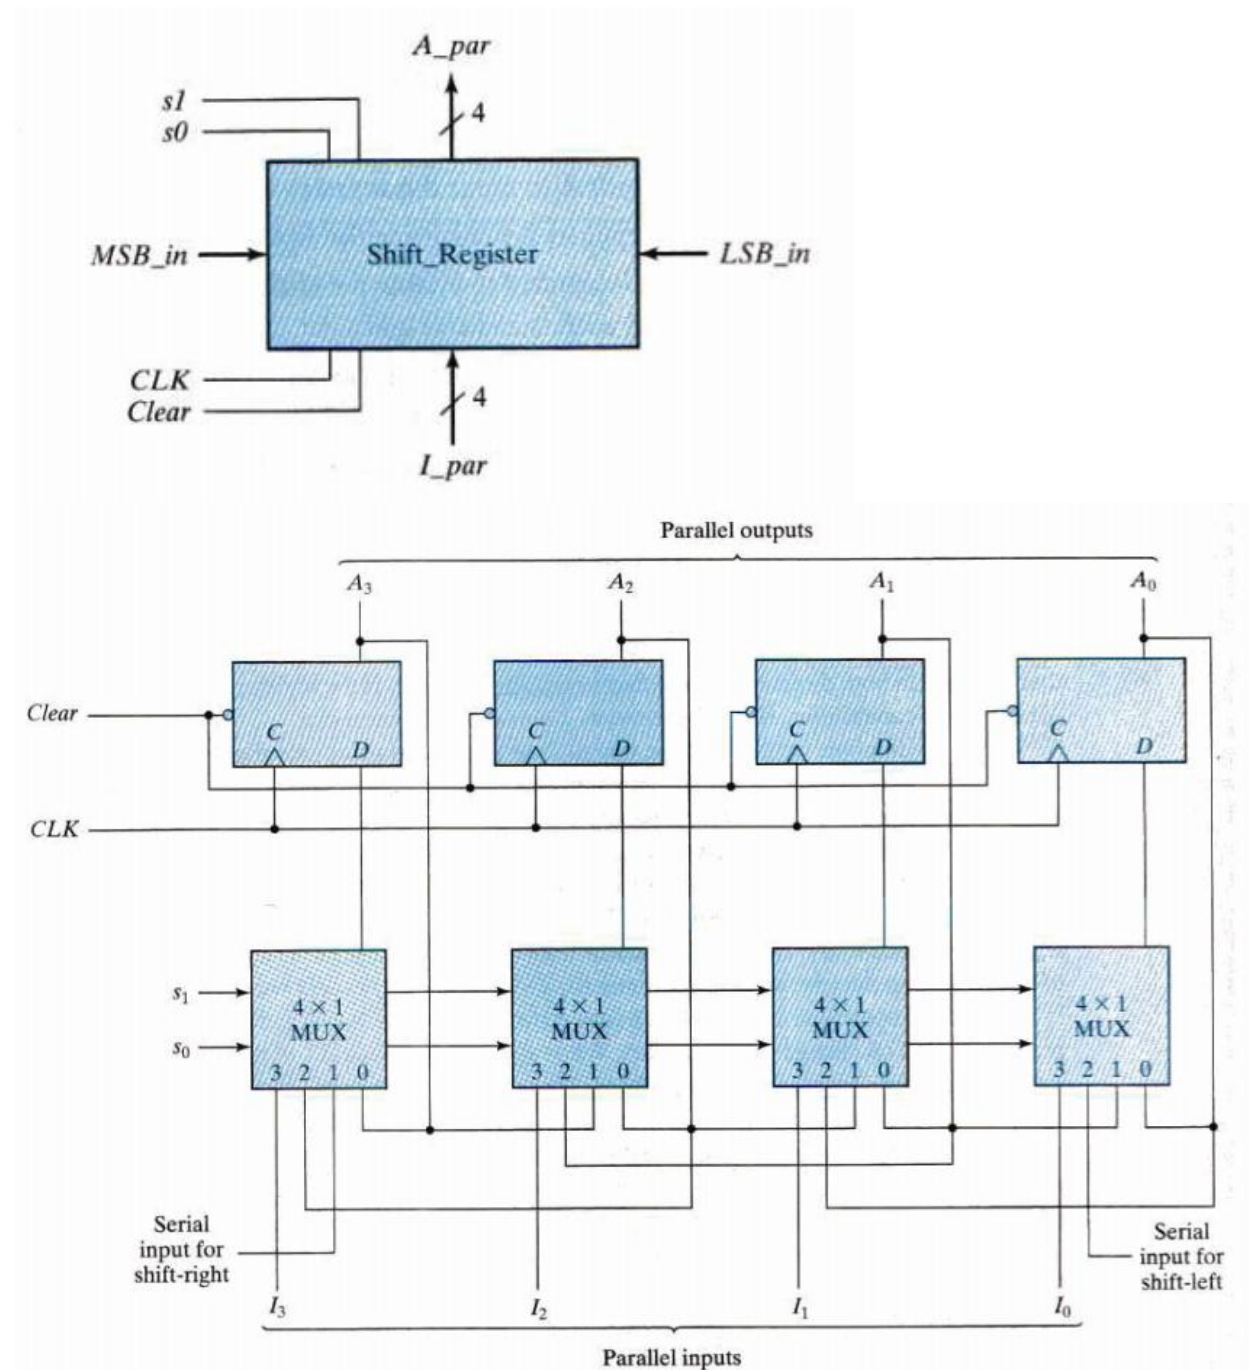 A_par
s1
4
s0
MSB_in
Shift_Register
LSB_in
CLK
4
Clear
I_par
Parallel outputs
A3 A2 A1 A0
Clear
C D C D C D C D
CLK
s1
4 × 1 4 × 1 4 × 1 4 × 1
MUX MUX MUX MUX
s0
3 2 1 0 3 2 1 0 3 2 1 0 3 2 1 0
Serial
input for
shift-right
Serial
input for
shift-left
I3 I2 I1 I0
Parallel inputs